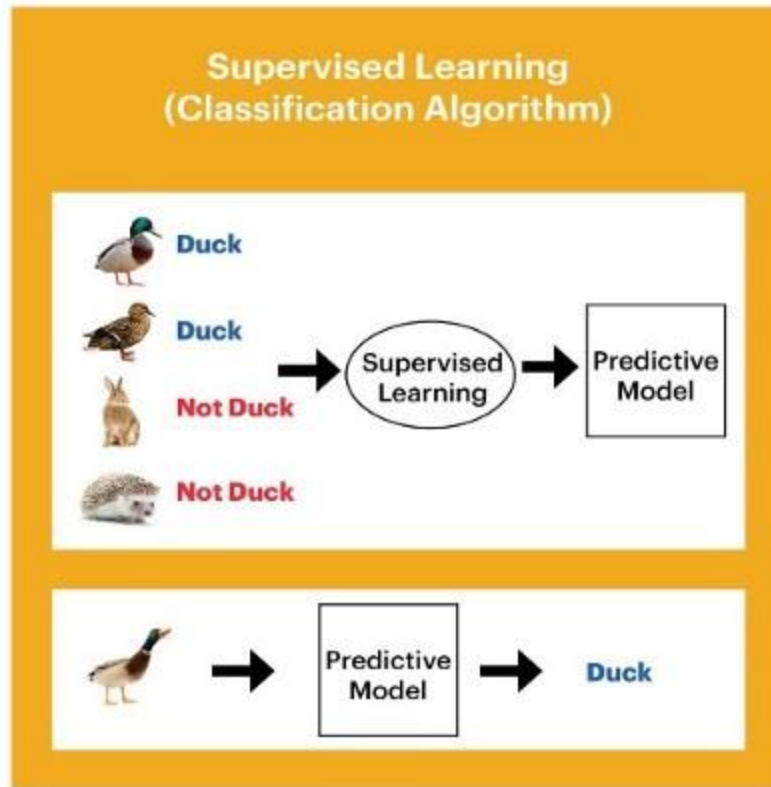 Supervised Learning
(Classification Algorithm)
Duck
Duck
Not Duck
Not Duck
Supervised
Learning
Predictive
Model
Predictive
Model
Duck